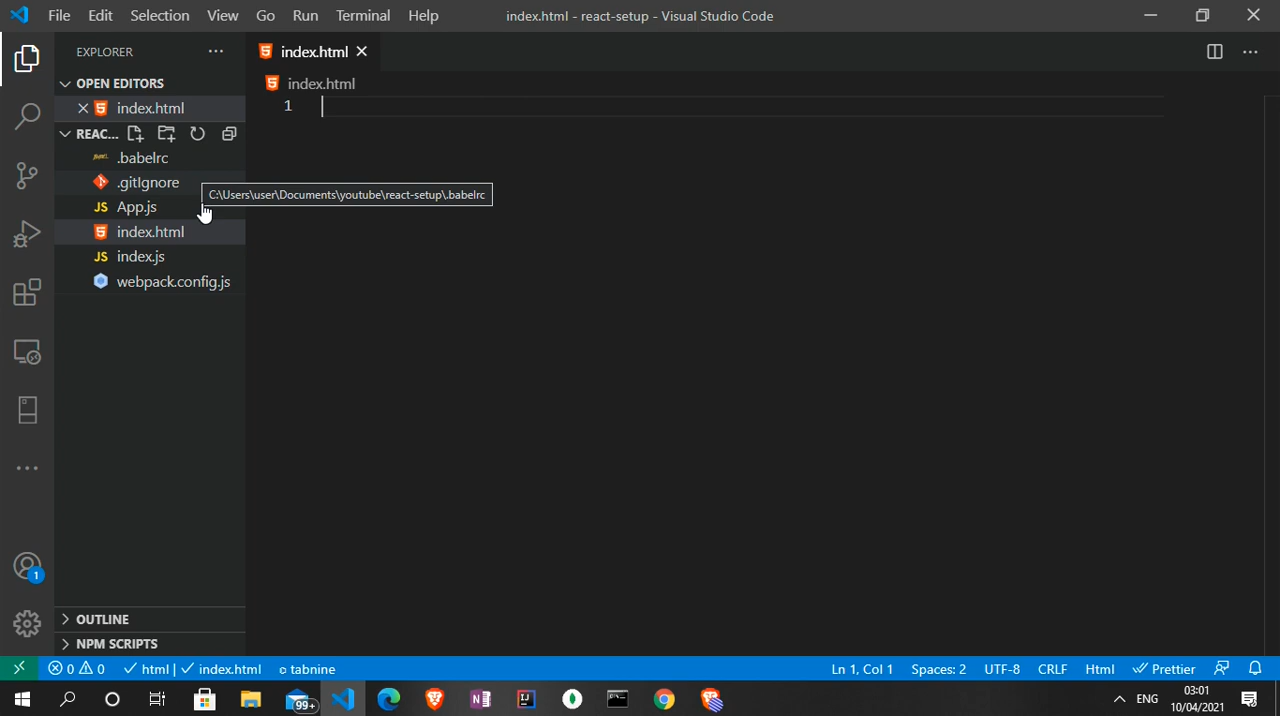 File Edit Selection View Go Run Terminal Help
index.html - react-setup - Visual Studio Code
EXPLORER
OPEN EDITORS
index.html
REAC...
.babelrc
.gitIgnore
App.js
index.html
index.js
webpack.config.js
C:\Users\user\Documents\youtube\react-setup\.babelrc
OUTLINE
NPM SCRIPTS
index.html
index.html
1
1
0 0 html | index.html tabnine
Ln 1, Col 1 Spaces: 2 UTF-8 CRLF Html Prettier
99+
ENG
03:01
10/04/2021